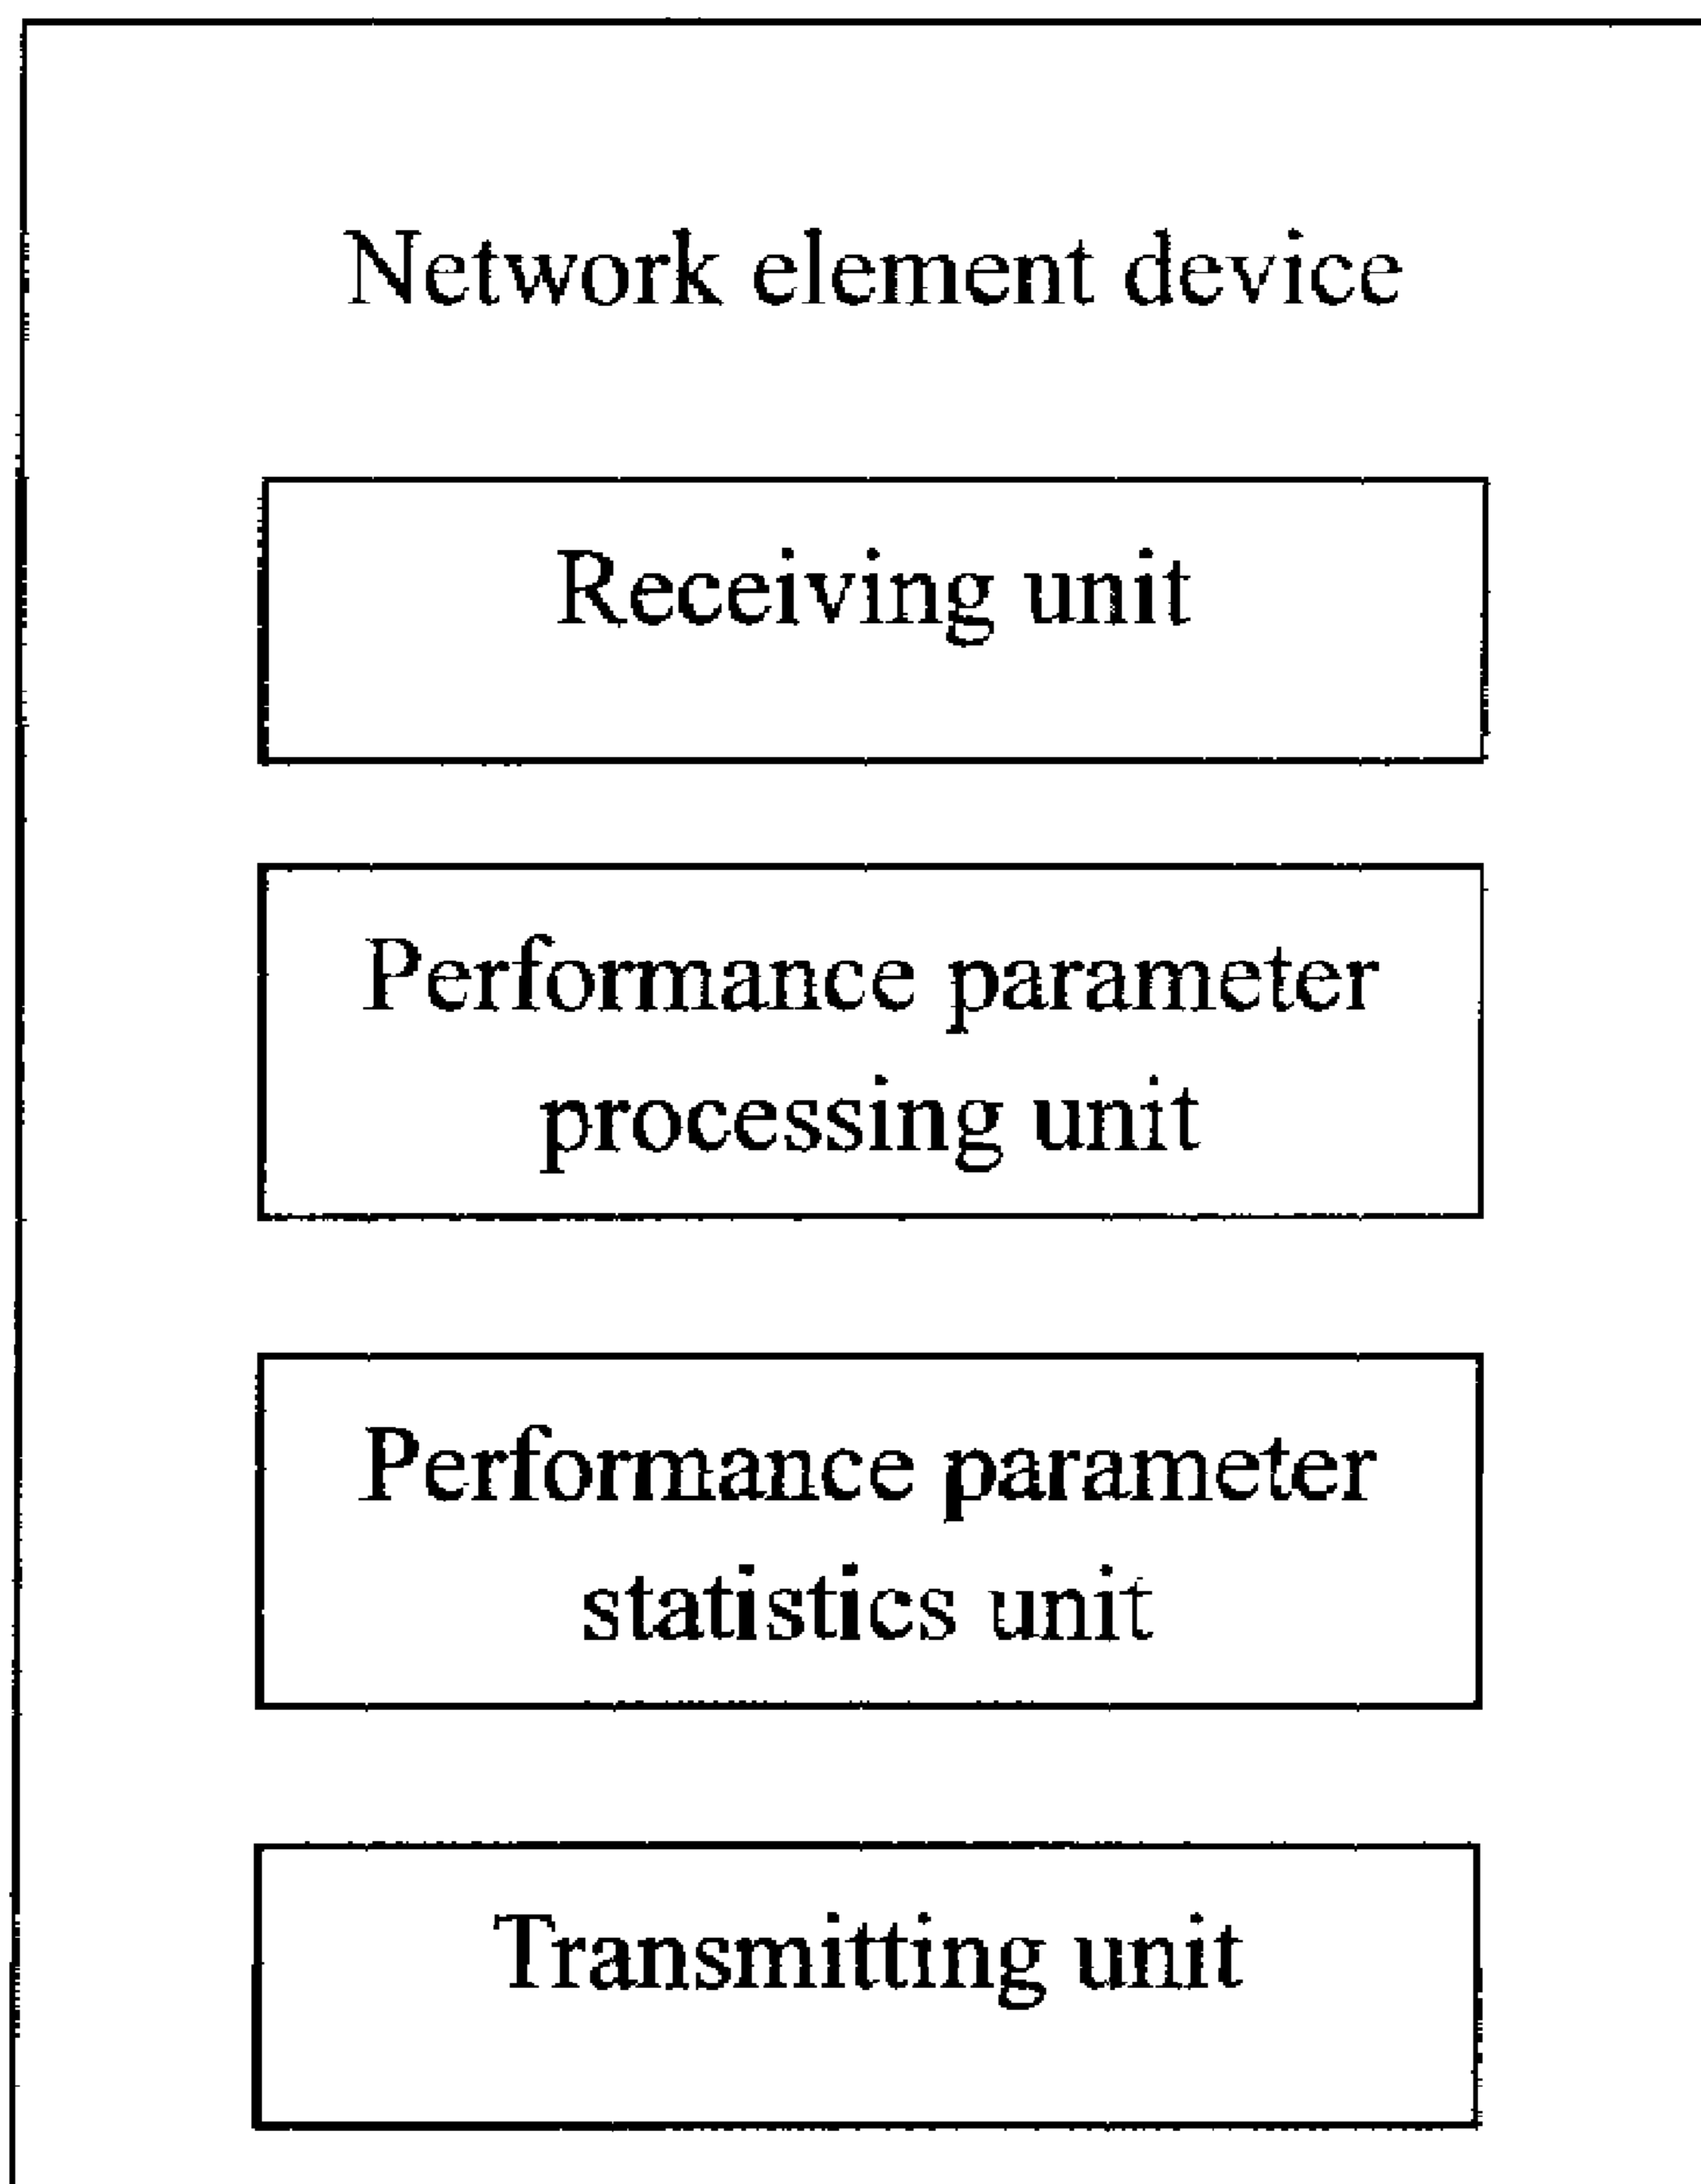 Network element device
Receiving unit
Performance parameter
processing unit
Performance parameter
statistics unit
Transmitting unit